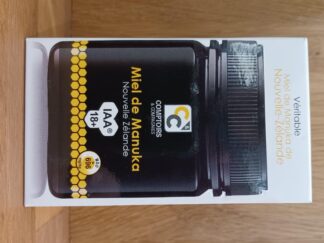 COMPTOIRS
& COMPAGNIES
Miel de Manuka
Nouvelle Zélande
IAA®
18+
Véritable
Miel de Manuka de
Nouvelle-Zélande